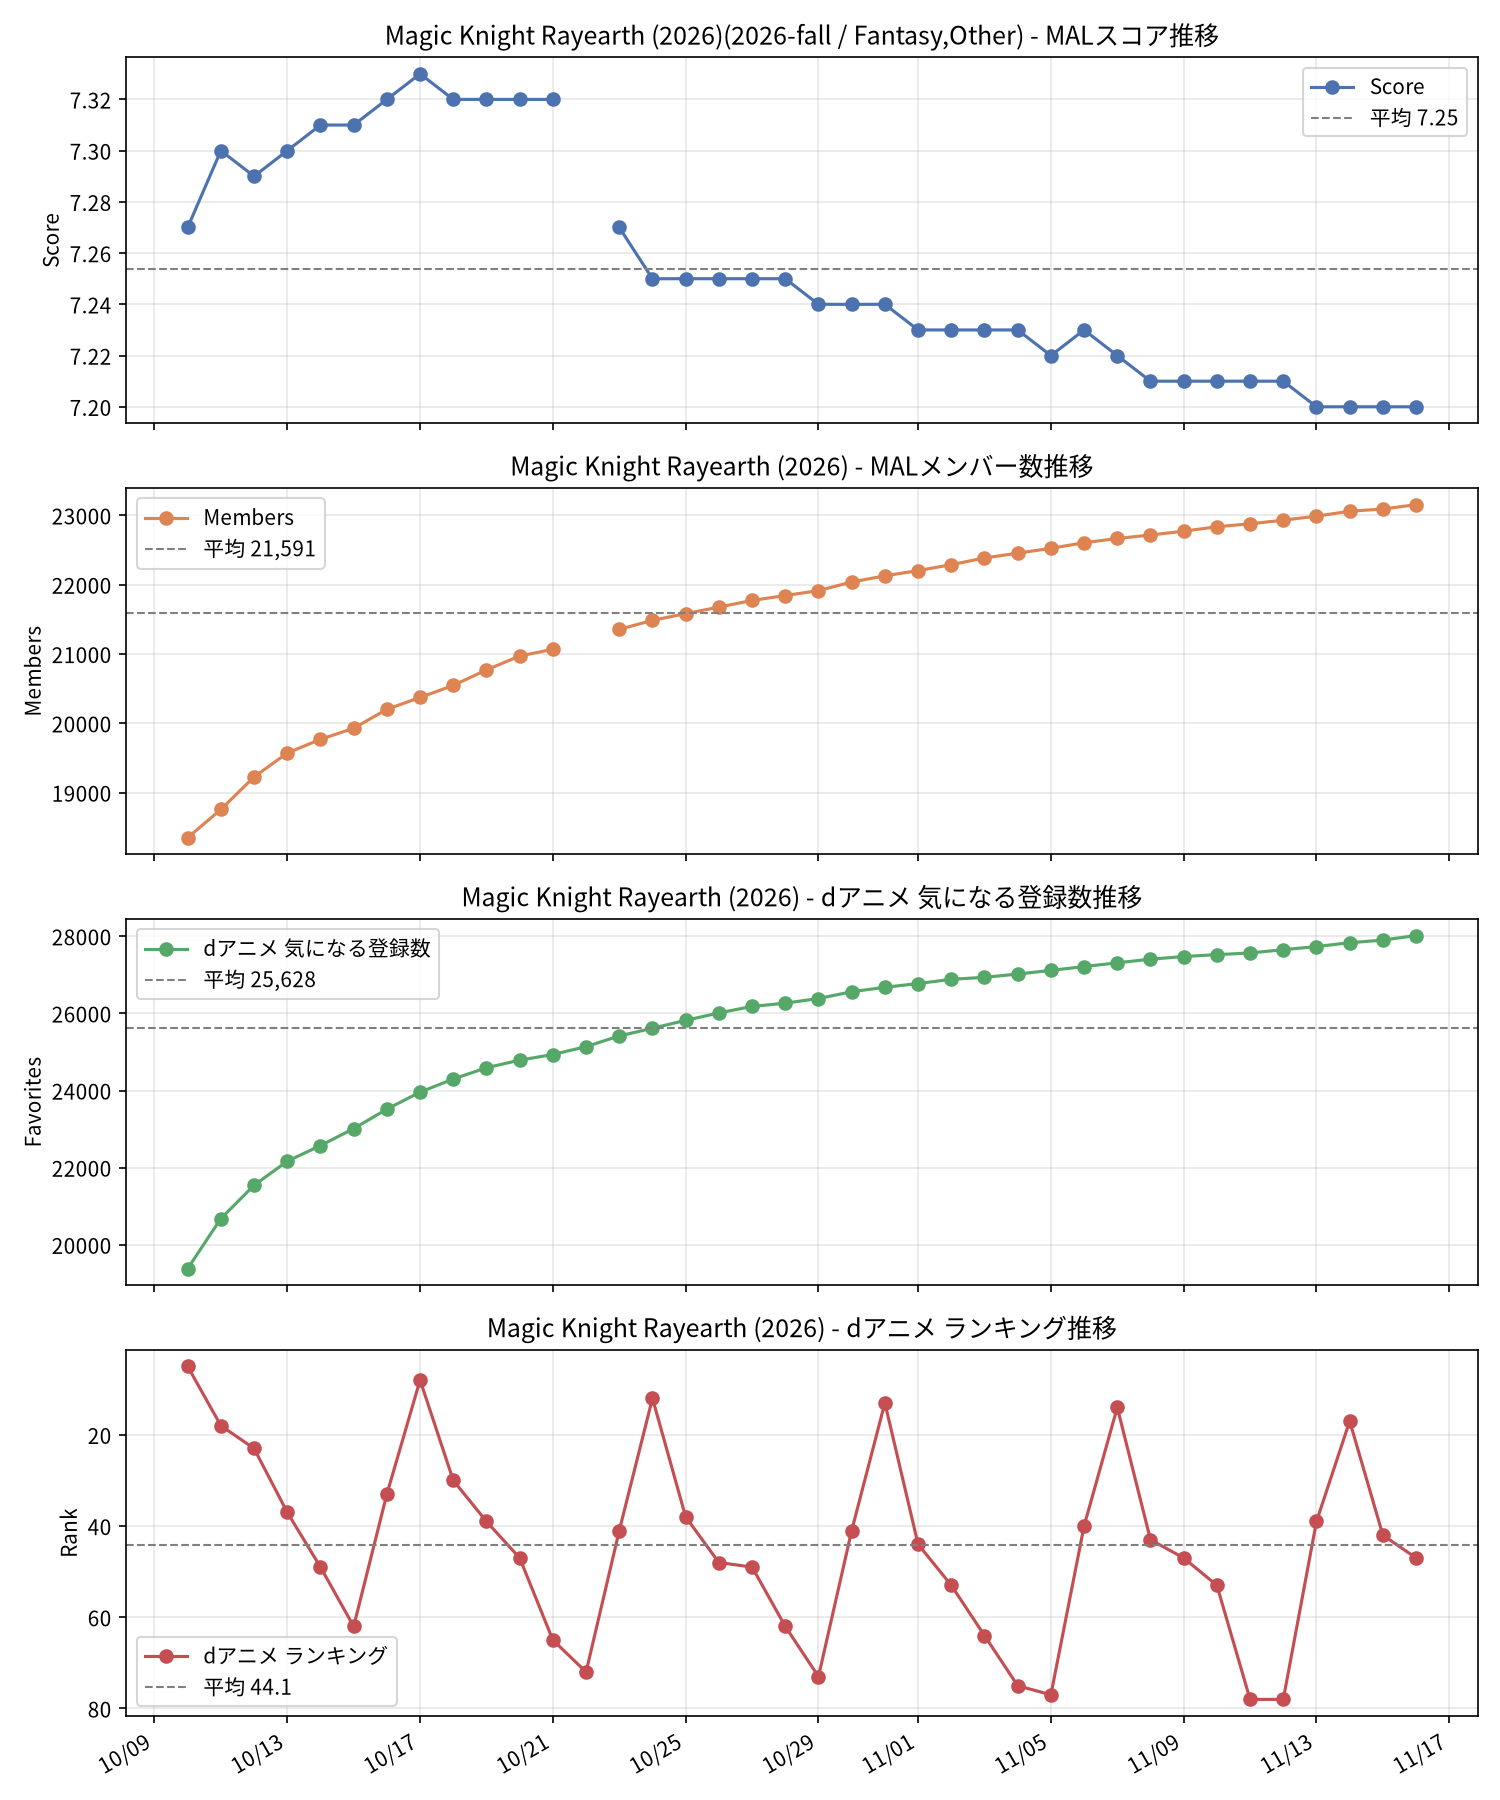 Magic Knight Rayearth (2026)(2026-fall / Fantasy,Other) - MALスコア推移
Score
7.32
7.30
7.28
7.26
7.24
7.22
7.20
Score
平均 7.25
Magic Knight Rayearth (2026) - MALメンバー数推移
Members
23000
22000
21000
20000
19000
Members
平均 21,591
Magic Knight Rayearth (2026) - dアニメ 気になる登録数推移
Favorites
28000
26000
24000
22000
20000
dアニメ 気になる登録数
平均 25,628
Magic Knight Rayearth (2026) - dアニメ ランキング推移
Rank
20
40
60
80
dアニメ ランキング
平均 44.1
10/09
10/13
10/17
10/21
10/25
10/29
11/01
11/05
11/09
11/13
11/17